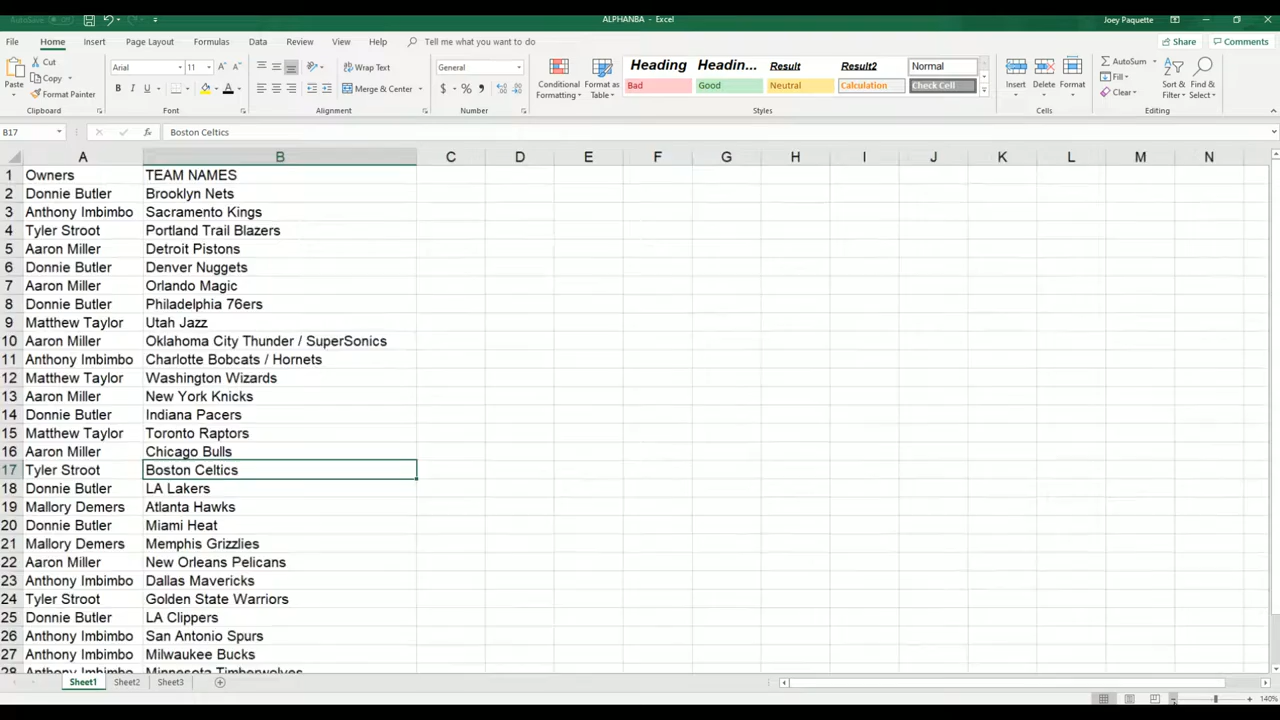 AutoSave Off
ALPHANBA - Excel
Joey Paquette
File Home Insert Page Layout Formulas Data Review View Help Tell me what you want to do Share Comments
Paste Cut Copy Format Painter Clipboard
Arial 11 Font
Wrap Text Merge & Center Alignment
General Number
Conditional Formatting Format as Table
Heading Headin... Result Result2 Normal
Bad Good Neutral Calculation Check Cell
Styles
Insert Delete Format Cells
AutoSum Fill Clear Sort & Filter Find & Select Editing
B17 fx Boston Celtics
A B C D E F G H I J K L M N
1 Owners TEAM NAMES
2 Donnie Butler Brooklyn Nets
3 Anthony Imbimbo Sacramento Kings
4 Tyler Stroot Portland Trail Blazers
5 Aaron Miller Detroit Pistons
6 Donnie Butler Denver Nuggets
7 Aaron Miller Orlando Magic
8 Donnie Butler Philadelphia 76ers
9 Matthew Taylor Utah Jazz
10 Aaron Miller Oklahoma City Thunder / SuperSonics
11 Anthony Imbimbo Charlotte Bobcats / Hornets
12 Matthew Taylor Washington Wizards
13 Aaron Miller New York Knicks
14 Donnie Butler Indiana Pacers
15 Matthew Taylor Toronto Raptors
16 Aaron Miller Chicago Bulls
17 Tyler Stroot Boston Celtics
18 Donnie Butler LA Lakers
19 Mallory Demers Atlanta Hawks
20 Donnie Butler Miami Heat
21 Mallory Demers Memphis Grizzlies
22 Aaron Miller New Orleans Pelicans
23 Anthony Imbimbo Dallas Mavericks
24 Tyler Stroot Golden State Warriors
25 Donnie Butler LA Clippers
26 Anthony Imbimbo San Antonio Spurs
27 Anthony Imbimbo Milwaukee Bucks
28 Anthony Imbimbo Minnesota Timberwolves
Sheet1 Sheet2 Sheet3
140%